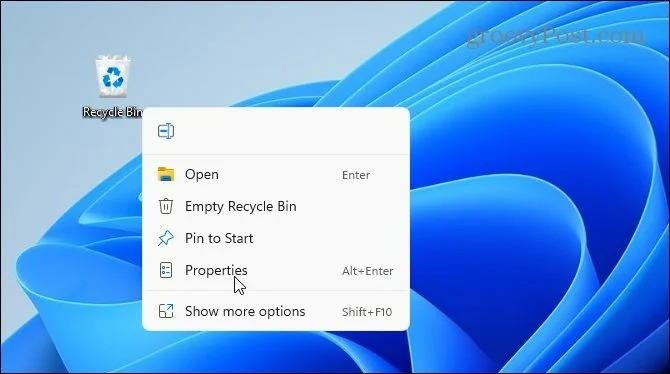 groovyPost.com
Recycle Bin
Open Enter
Empty Recycle Bin
Pin to Start
Properties Alt+Enter
Show more options Shift+F10